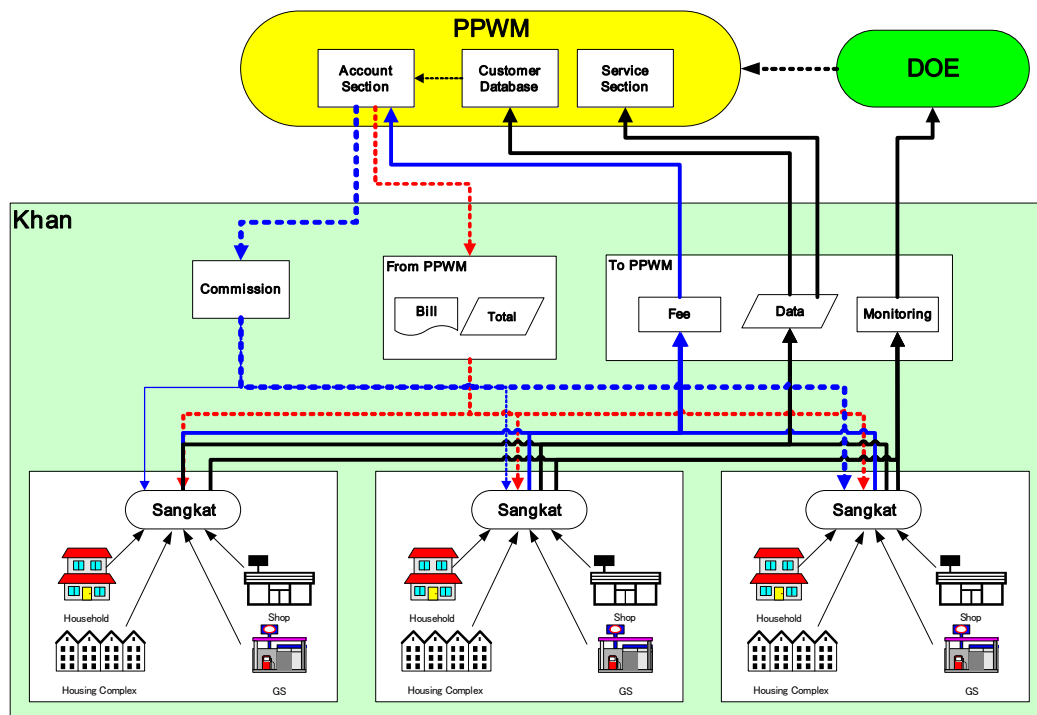 PPWM
Account
Section
Customer
Database
Service
Section
DOE
Khan
Commission
From PPWM
Bill
Total
To PPWM
Fee
Data
Monitoring
Sangkat
Household
Shop
Housing Complex
GS
Sangkat
Household
Shop
Housing Complex
GS
Sangkat
Household
Shop
Housing Complex
GS